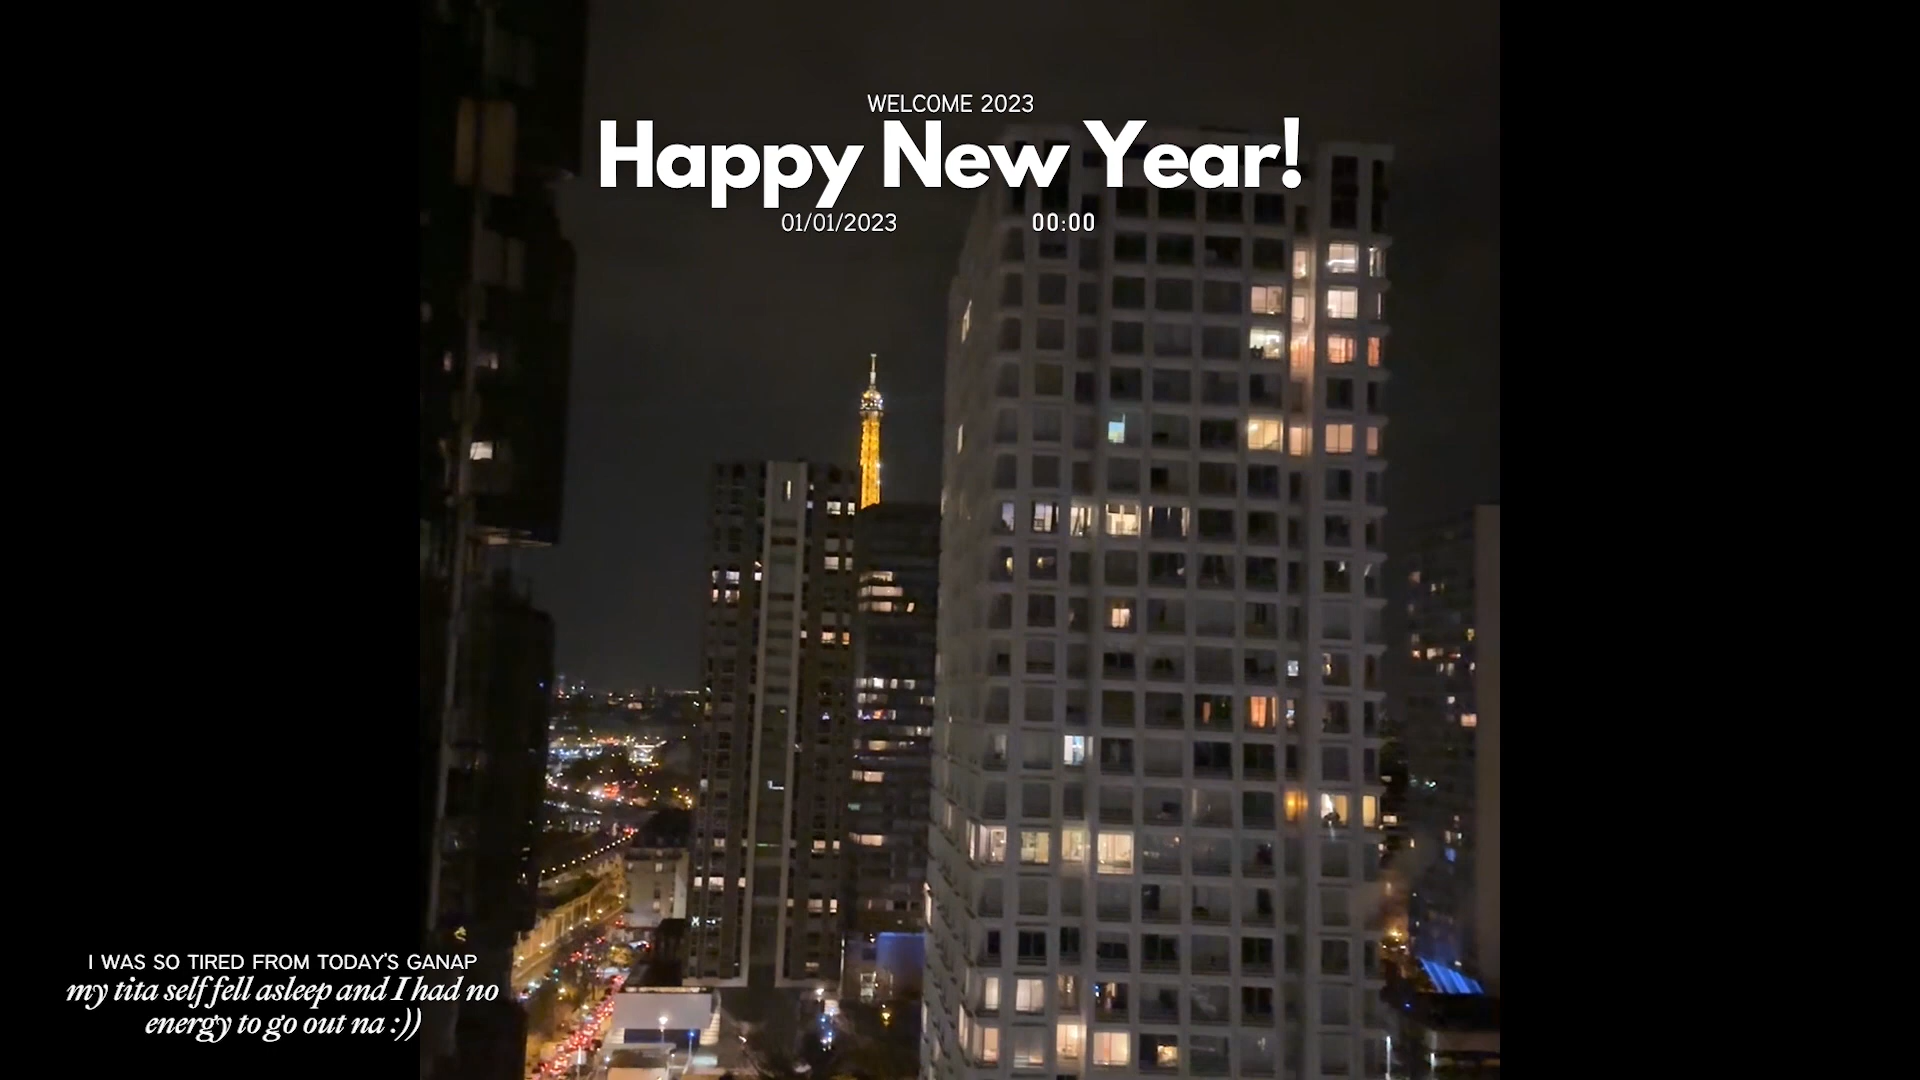 WELCOME 2023
Happy New Year!
01/01/2023 00:00
I WAS SO TIRED FROM TODAY'S GANAP
my tita self fell asleep and I had no
energy to go out na :))